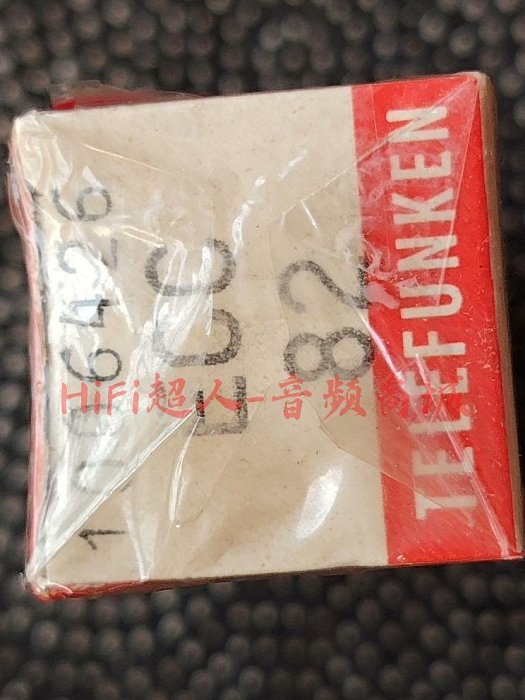 TELEFUNKEN
ECC
82
HiFi超人-音频